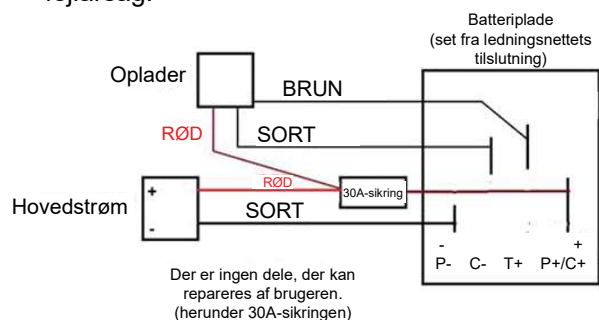 Batteriplade
(set fra ledningsnettets
tilslutning)
Oplader
BRUN
RØD
SORT
RØD
30A-sikring
Hovedstrøm
+
-
SORT
- +
P- C- T+ P+/C+
Der er ingen dele, der kan
repareres af brugeren.
(herunder 30A-sikringen)